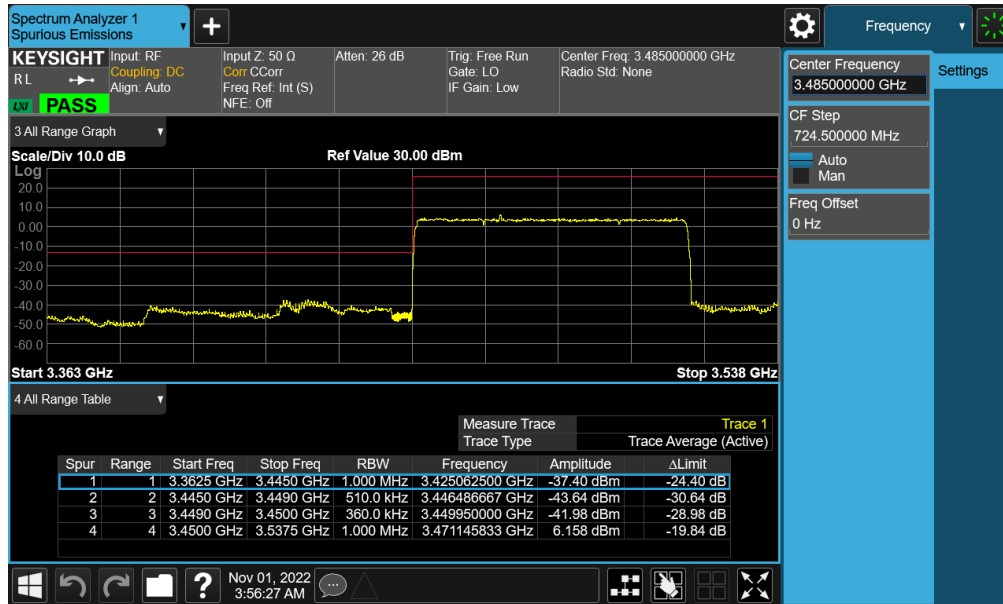 Spectrum Analyzer 1
Spurious Emissions
Frequency
KEYSIGHT
R L
LXI
PASS
Input: RF
Coupling: DC
Align: Auto
Input Z: 50 Ω
Corr CCorr
Freq Ref: Int (S)
NFE: Off
Atten: 26 dB
Trig: Free Run
Gate: LO
IF Gain: Low
Center Freq: 3.485000000 GHz
Radio Std: None
Center Frequency
3.485000000 GHz
Settings
CF Step
724.500000 MHz
Auto
Man
Freq Offset
0 Hz
3 All Range Graph
Scale/Div 10.0 dB
Ref Value 30.00 dBm
Log
20.0
10.0
0.00
-10.0
-20.0
-30.0
-40.0
-50.0
-60.0
Start 3.363 GHz
Stop 3.538 GHz
4 All Range Table
Measure Trace Trace 1
Trace Type Trace Average (Active)
Spur Range Start Freq Stop Freq RBW Frequency Amplitude ΔLimit
1 1 3.3625 GHz 3.4450 GHz 1.000 MHz 3.425062500 GHz -37.40 dBm -24.40 dB
2 2 3.4450 GHz 3.4490 GHz 510.0 kHz 3.446486667 GHz -43.64 dBm -30.64 dB
3 3 3.4490 GHz 3.4500 GHz 360.0 kHz 3.449950000 GHz -41.98 dBm -28.98 dB
4 4 3.4500 GHz 3.5375 GHz 1.000 MHz 3.471145833 GHz 6.158 dBm -19.84 dB
?
Nov 01, 2022
3:56:27 AM